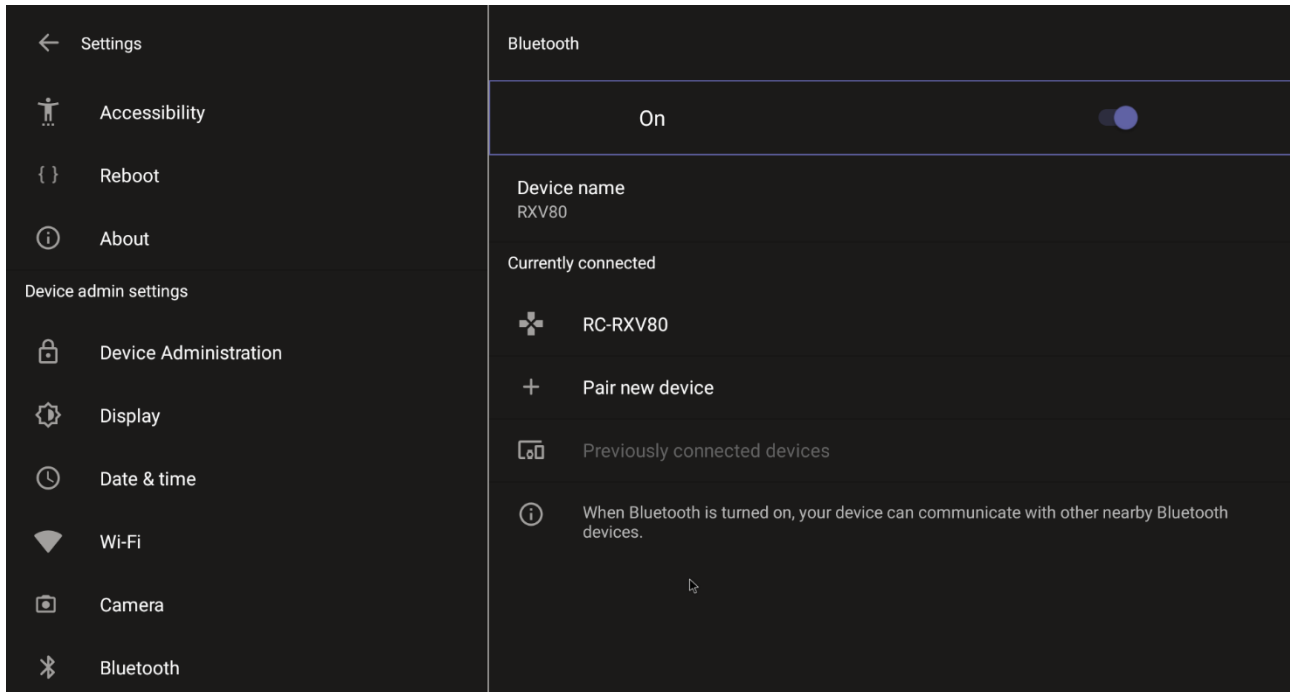 Settings
Accessibility
Reboot
About
Device admin settings
Device Administration
Display
Date & time
Wi-Fi
Camera
Bluetooth
Bluetooth
On
Device name
RXV80
Currently connected
RC-RXV80
Pair new device
Previously connected devices
When Bluetooth is turned on, your device can communicate with other nearby Bluetooth
devices.